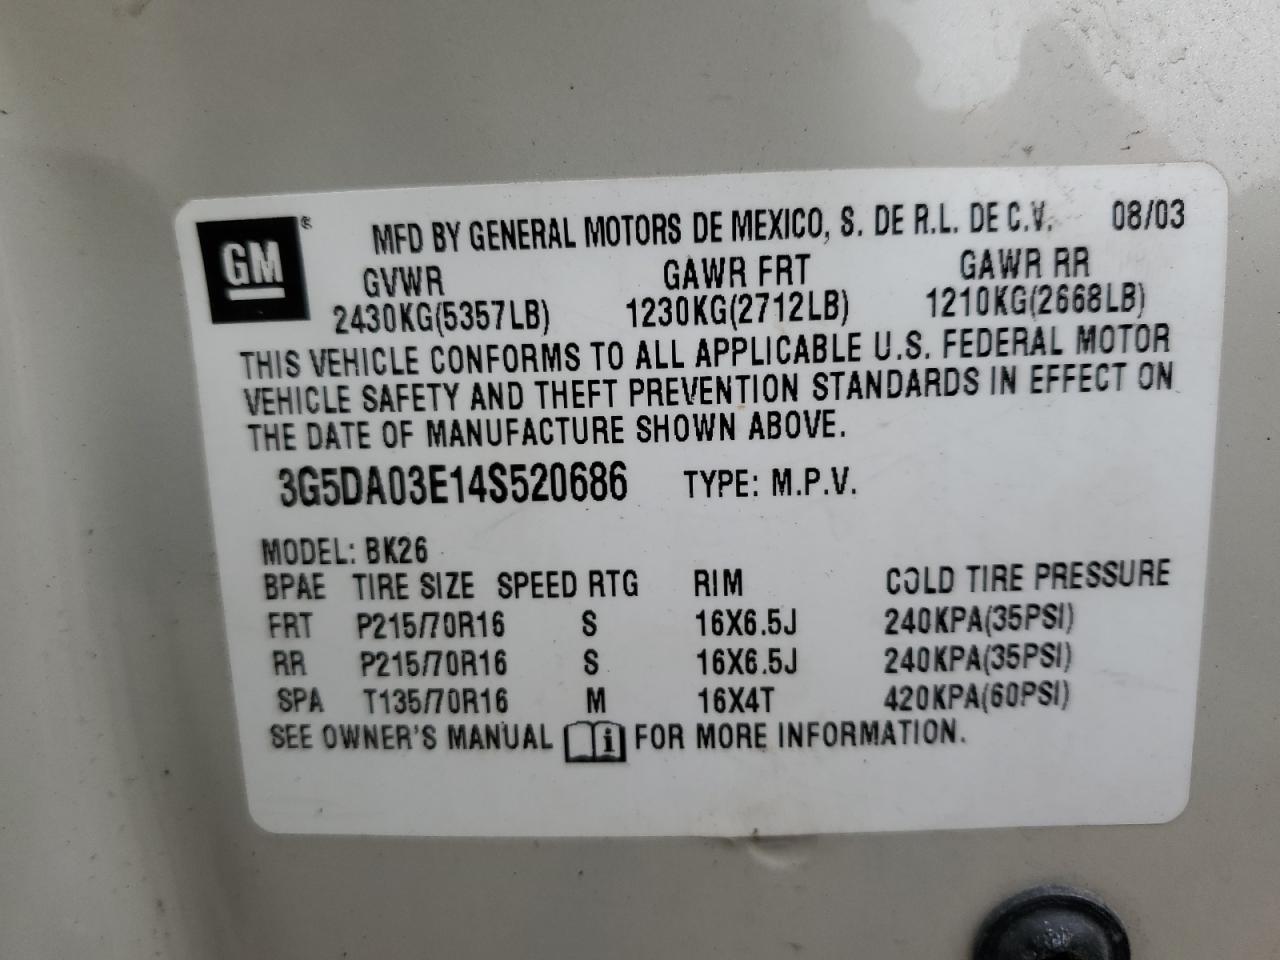 GM ®
MFD BY GENERAL MOTORS DE MEXICO, S. DE R.L. DE C.V. 08/03
GVWR GAWR FRT GAWR RR
2430KG(5357LB) 1230KG(2712LB) 1210KG(2668LB)
THIS VEHICLE CONFORMS TO ALL APPLICABLE U.S. FEDERAL MOTOR
VEHICLE SAFETY AND THEFT PREVENTION STANDARDS IN EFFECT ON
THE DATE OF MANUFACTURE SHOWN ABOVE.
3G5DA03E14S520686 TYPE: M.P.V.
MODEL: BK26
BPAE TIRE SIZE SPEED RTG RIM COLD TIRE PRESSURE
FRT P215/70R16 S 16X6.5J 240KPA(35PSI)
RR P215/70R16 S 16X6.5J 240KPA(35PSI)
SPA T135/70R16 M 16X4T 420KPA(60PSI)
SEE OWNER'S MANUAL i FOR MORE INFORMATION.